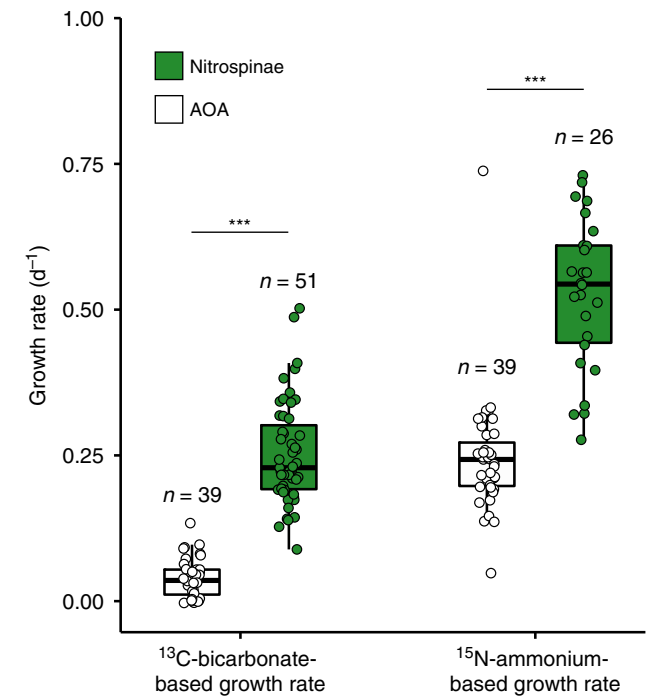 1.00
Nitrospinae
AOA
***
n = 26
0.75
***
n = 51
0.50
n = 39
Growth rate (d⁻¹)
0.25
n = 39
0.00
¹³C-bicarbonate-
based growth rate
¹⁵N-ammonium-
based growth rate